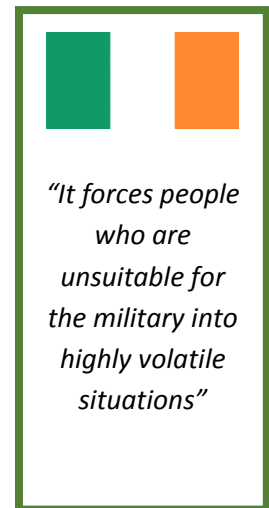 “It forces people
who are
unsuitable for
the military into
highly volatile
situations”